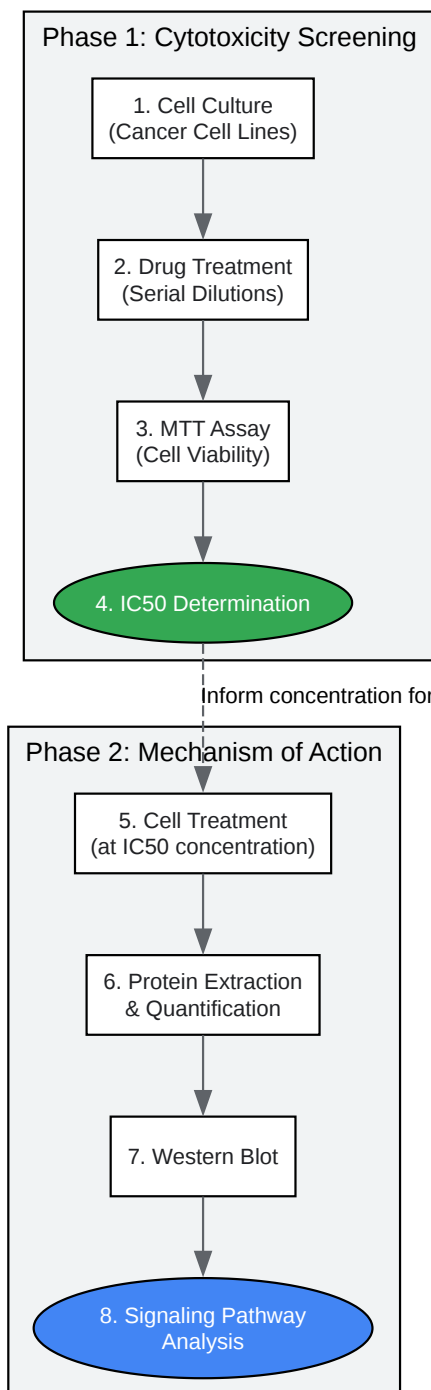 Phase 1: Cytotoxicity Screening
1. Cell Culture
(Cancer Cell Lines)
2. Drug Treatment
(Serial Dilutions)
3. MTT Assay
(Cell Viability)
4. IC50 Determination
Inform concentration for
Phase 2: Mechanism of Action
5. Cell Treatment
(at IC50 concentration)
6. Protein Extraction
& Quantification
7. Western Blot
8. Signaling Pathway
Analysis